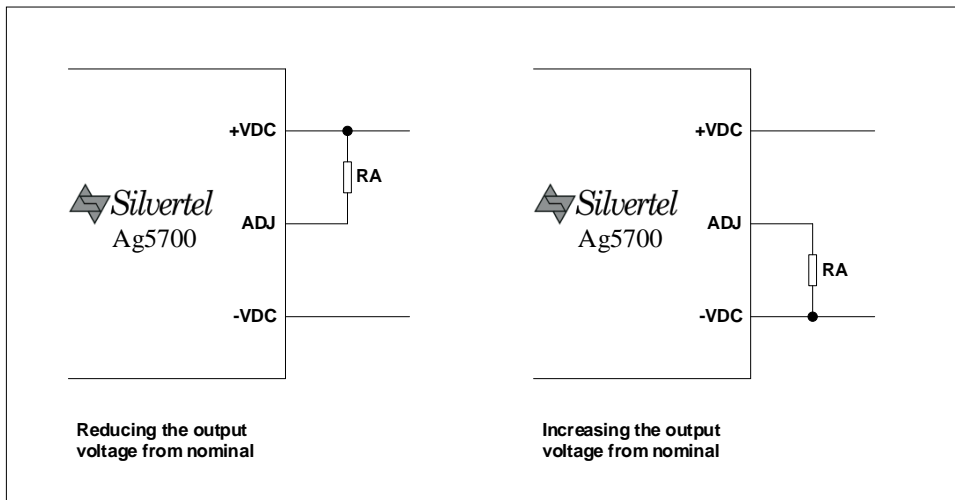 +VDC
RA
Silvertel
ADJ
Ag5700
-VDC
Reducing the output
voltage from nominal
+VDC
Silvertel
ADJ
Ag5700
RA
-VDC
Increasing the output
voltage from nominal